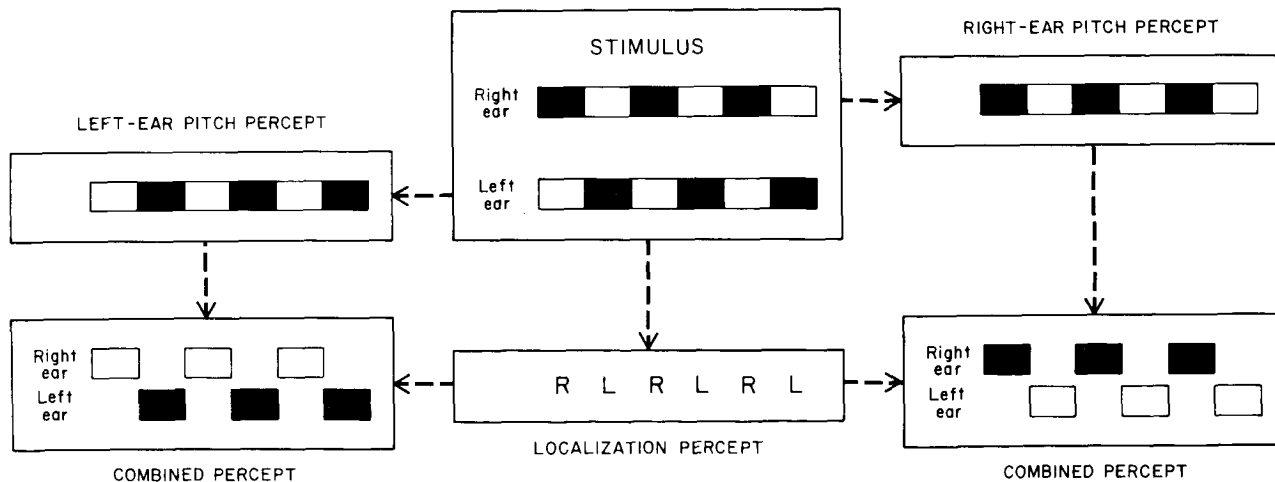 STIMULUS
Right
ear
Left
ear
LEFT-EAR PITCH PERCEPT
RIGHT-EAR PITCH PERCEPT
Right
ear
Left
ear
COMBINED PERCEPT
R L R L R L
LOCALIZATION PERCEPT
Right
ear
Left
ear
COMBINED PERCEPT